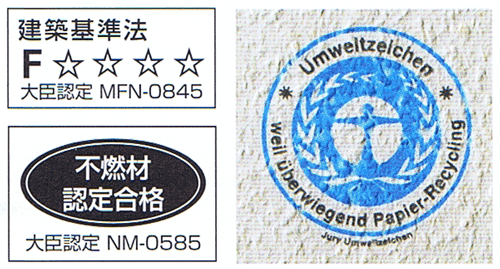 建築基準法
F☆☆☆☆
大臣認定 MFN-0845
不燃材
認定合格
大臣認定 NM-0585
Umweltzeichen
* weil überwiegend Papier-Recycling *
Jury Umweltzeichen